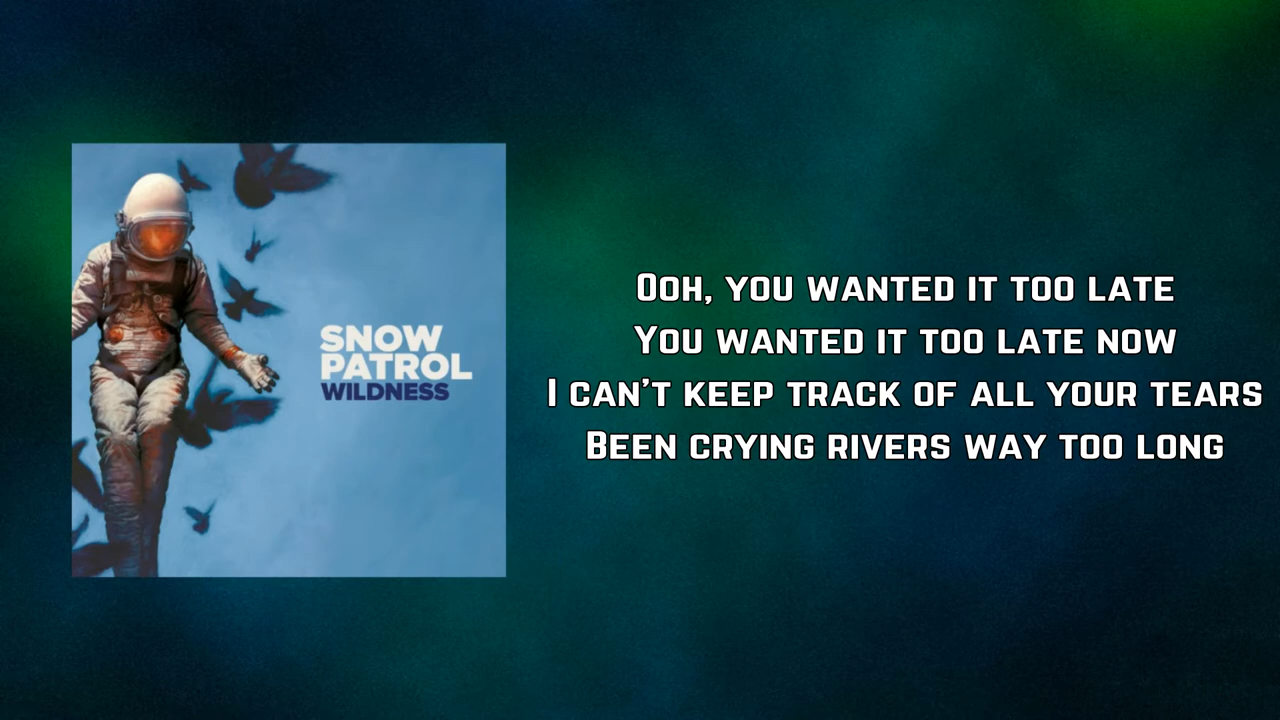 SNOW
PATROL
WILDNESS
Ooh, you wanted it too late
You wanted it too late now
I can't keep track of all your tears
Been crying rivers way too long